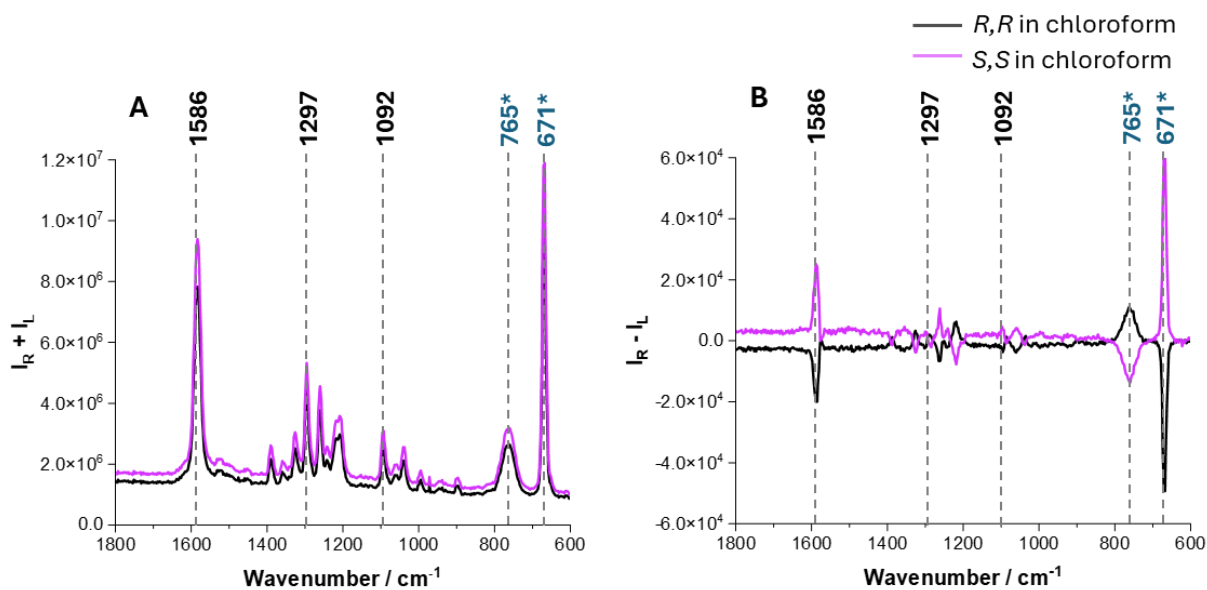 R,R in chloroform
S,S in chloroform
A
1586
1297
1092
765*
671*
1.2×10⁷
1.0×10⁷
8.0×10⁶
6.0×10⁶
4.0×10⁶
2.0×10⁶
0.0
I_R + I_L
1800 1600 1400 1200 1000 800 600
Wavenumber / cm⁻¹
B
1586
1297
1092
765*
671*
6.0×10⁴
4.0×10⁴
2.0×10⁴
0.0
-2.0×10⁴
-4.0×10⁴
-6.0×10⁴
I_R - I_L
1800 1600 1400 1200 1000 800 600
Wavenumber / cm⁻¹